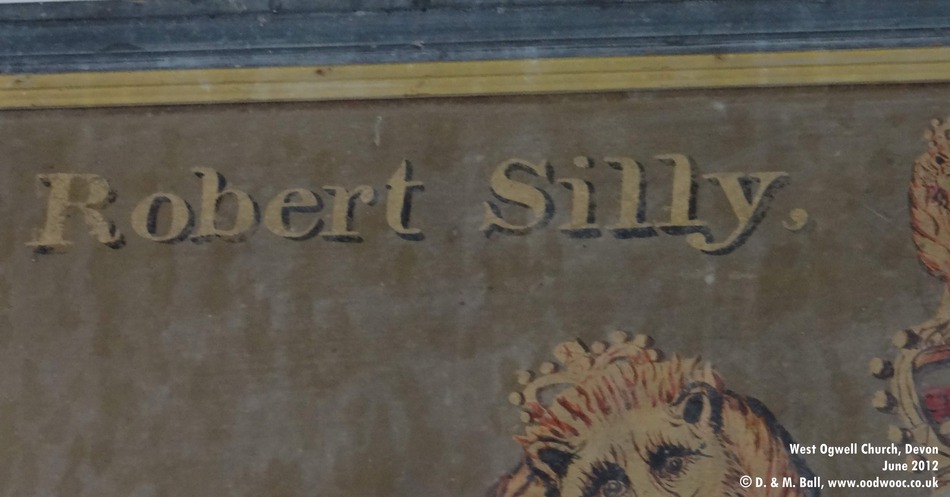 Robert Silly,
West Ogwell Church, Devon
June 2012
© D. & M. Ball, www.oodwooc.co.uk